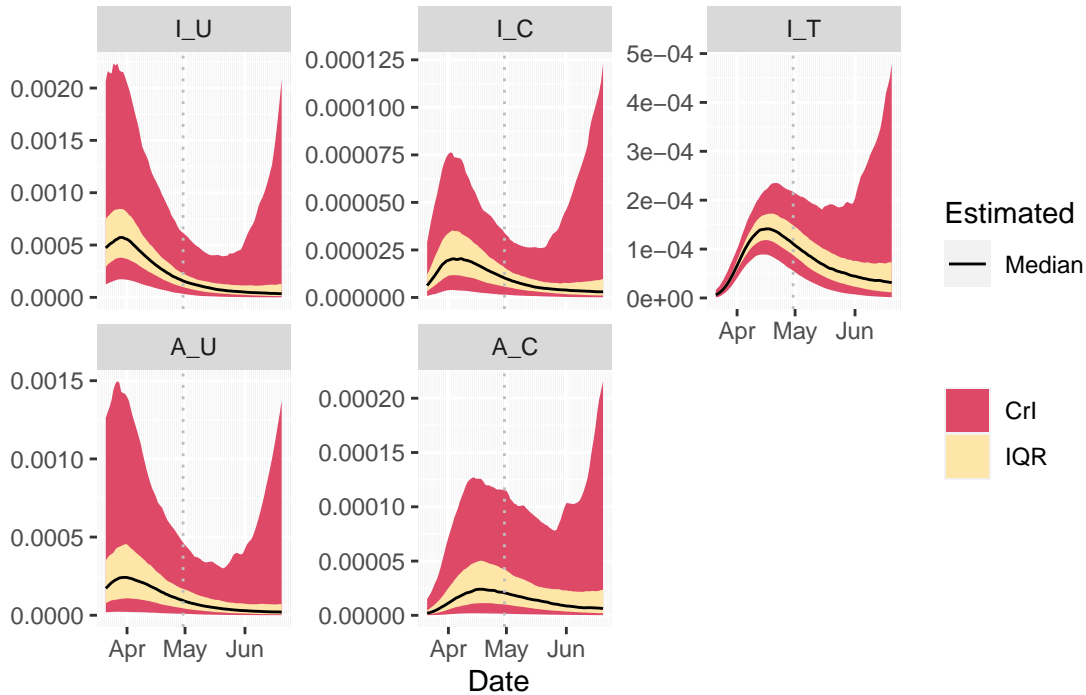 I_U
I_C
I_T
0.0020
0.0015
0.0010
0.0005
0.0000
0.000125
0.000100
0.000075
0.000050
0.000025
0.000000
5e−04
4e−04
3e−04
2e−04
1e−04
0e+00
Apr May Jun
A_U
A_C
0.0015
0.0010
0.0005
0.0000
0.00020
0.00015
0.00010
0.00005
0.00000
Apr May Jun
Apr May Jun
Date
Estimated
Median
CrI
IQR